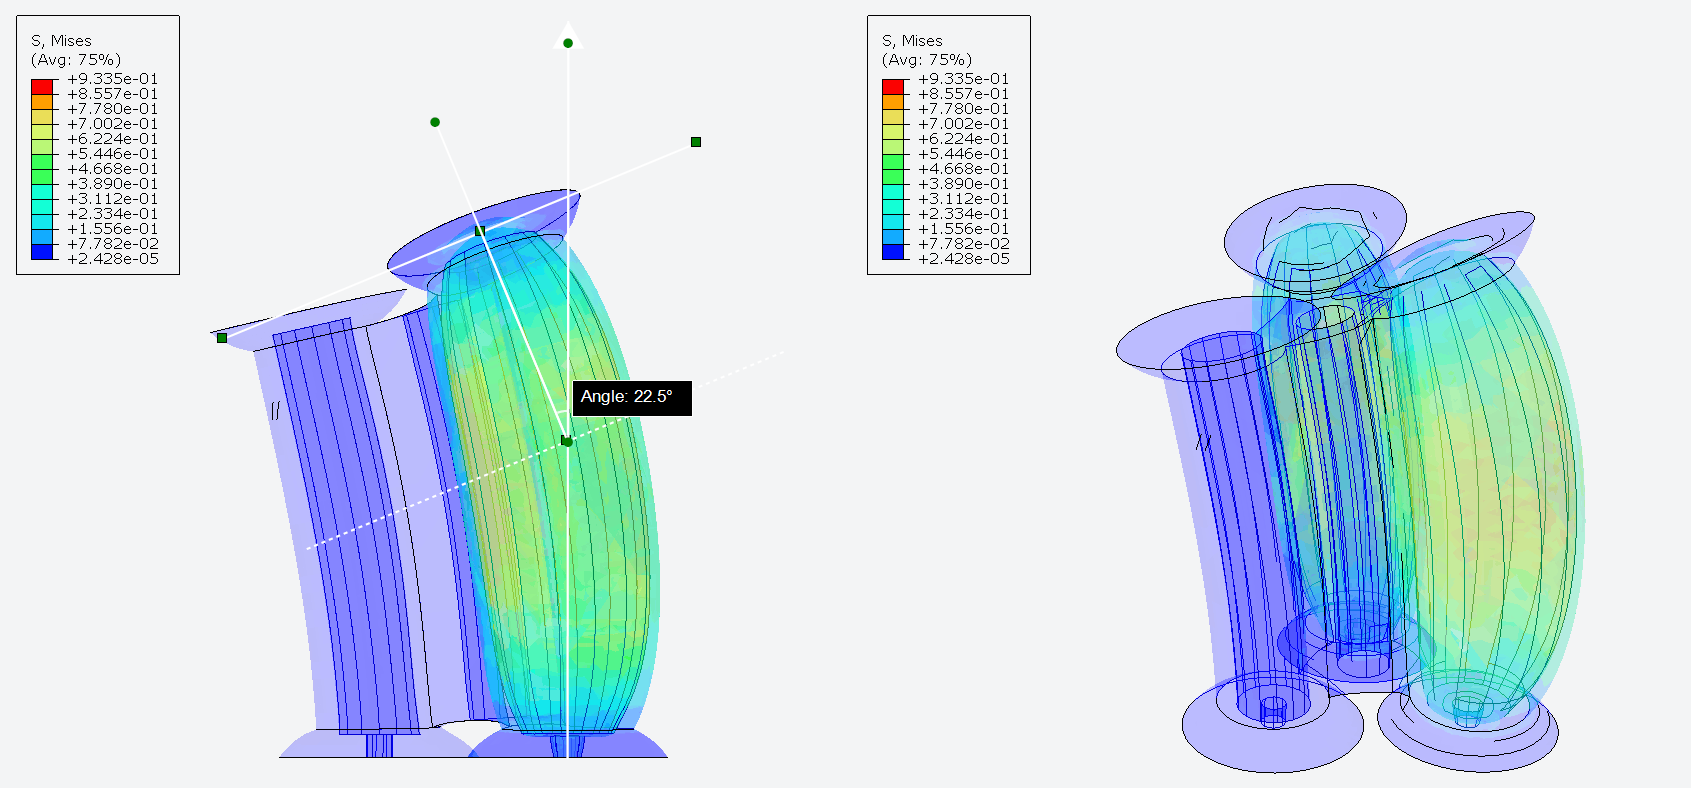 S, Mises
(Avg: 75%)
+9.335e-01
+8.557e-01
+7.780e-01
+7.002e-01
+6.224e-01
+5.446e-01
+4.668e-01
+3.890e-01
+3.112e-01
+2.334e-01
+1.556e-01
+7.782e-02
+2.428e-05
Angle: 22.5°
S, Mises
(Avg: 75%)
+9.335e-01
+8.557e-01
+7.780e-01
+7.002e-01
+6.224e-01
+5.446e-01
+4.668e-01
+3.890e-01
+3.112e-01
+2.334e-01
+1.556e-01
+7.782e-02
+2.428e-05